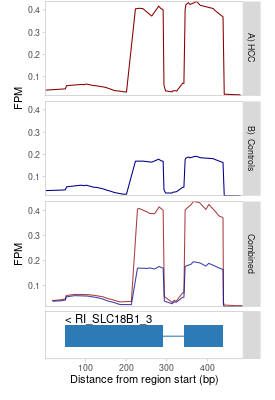 0.4
0.3
0.2
0.1
FPM
A) HCC
0.4
0.3
0.2
0.1
B) Controls
0.4
0.3
0.2
0.1
FPM
Combined
< RI_SLC18B1_3
100
200
300
400
Distance from region start (bp)